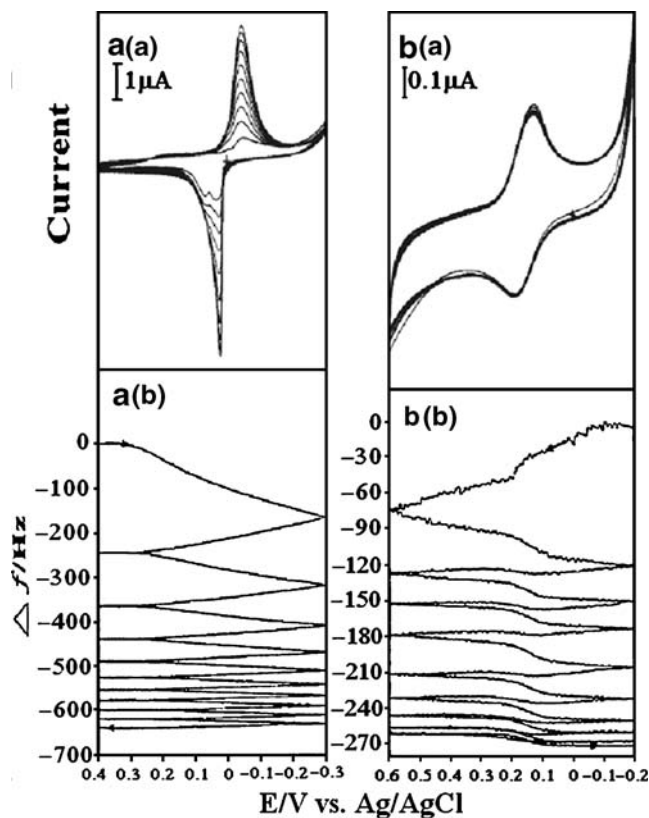 a(a)
1μA
b(a)
0.1μA
Current
a(b)
b(b)
0
−100
−200
−300
−400
−500
−600
−700
△ f/Hz
0
−30
−60
−90
−120
−150
−180
−210
−240
−270
0.4 0.3 0.2 0.1 0 −0.1 −0.2 −0.3
0.6 0.5 0.4 0.3 0.2 0.1 0 −0.1 −0.2
E/V vs. Ag/AgCl